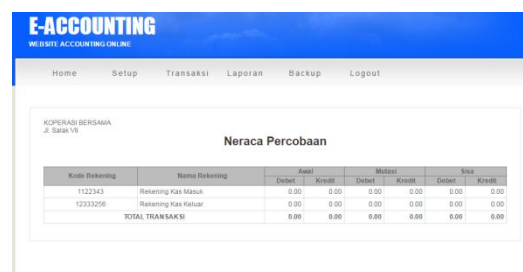 E-ACCOUNTING
WEBSITE ACCOUNTING ONLINE
Home Setup Transaksi Laporan Backup Logout
KOPERASI BERSAMA
Jl. Salak VII
Neraca Percobaan
Kode Rekening Nama Rekening Awal Mutasi Sisa
Debet Kredit Debet Kredit Debet Kredit
1122343 Rekening Kas Masuk 0.00 0.00 0.00 0.00 0.00 0.00
12333256 Rekening Kas Keluar 0.00 0.00 0.00 0.00 0.00 0.00
TOTAL TRANSAKSI 0.00 0.00 0.00 0.00 0.00 0.00